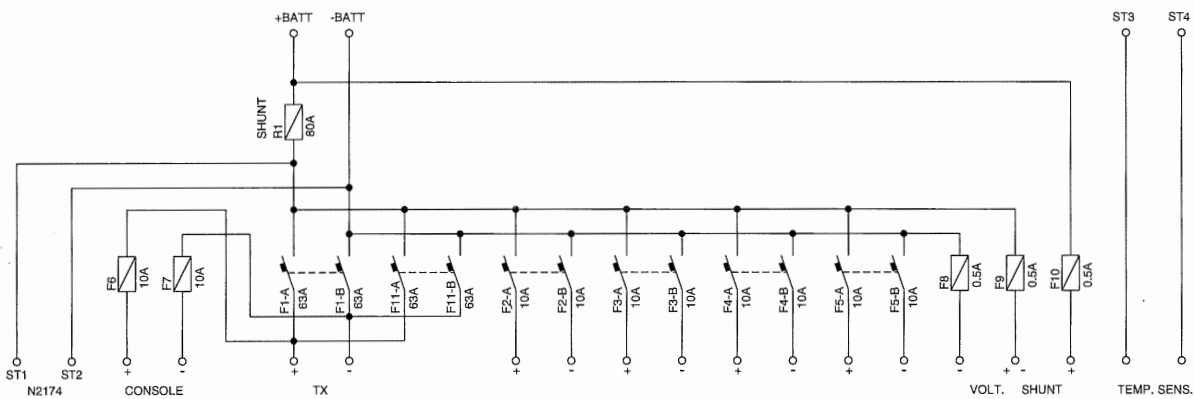 +BATT -BATT ST3 ST4
SHUNT
R1
80A
F6
10A
F7
10A
F1-A
63A
F1-B
63A
F11-A
63A
F11-B
63A
F2-A
10A
F2-B
10A
F3-A
10A
F3-B
10A
F4-A
10A
F4-B
10A
F5-A
10A
F5-B
10A
F8
0.5A
F9
0.5A
F10
0.5A
ST1 ST2 + - + - + - + - + - + - - + - +
N2174 CONSOLE TX VOLT. SHUNT TEMP. SENS.